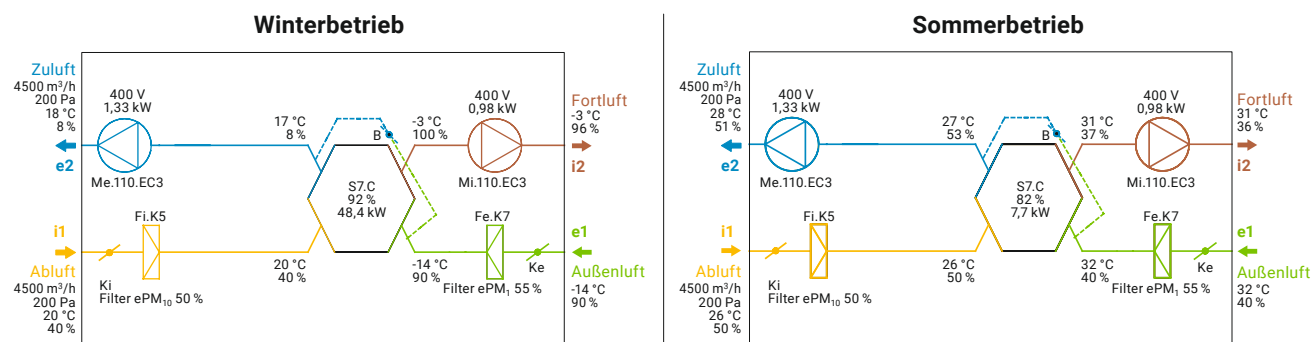 Winterbetrieb
Zuluft
4500 m³/h
200 Pa
18 °C
8 %
e2
400 V
1,33 kW
Me.110.EC3
17 °C
8 %
B
-3 °C
100 %
400 V
0,98 kW
Mi.110.EC3
Fortluft
-3 °C
96 %
i2
S7.C
92 %
48,4 kW
i1
Abluft
4500 m³/h
200 Pa
20 °C
40 %
Fi.K5
Ki
Filter ePM₁₀ 50 %
20 °C
40 %
-14 °C
90 %
Fe.K7
Filter ePM₁ 55 %
Ke
e1
Außenluft
-14 °C
90 %
Sommerbetrieb
Zuluft
4500 m³/h
200 Pa
28 °C
51 %
e2
400 V
1,33 kW
Me.110.EC3
27 °C
53 %
B
31 °C
37 %
400 V
0,98 kW
Mi.110.EC3
Fortluft
31 °C
36 %
i2
S7.C
82 %
7,7 kW
i1
Abluft
4500 m³/h
200 Pa
26 °C
50 %
Fi.K5
Ki
Filter ePM₁₀ 50 %
26 °C
50 %
32 °C
40 %
Fe.K7
Filter ePM₁ 55 %
Ke
e1
Außenluft
32 °C
40 %